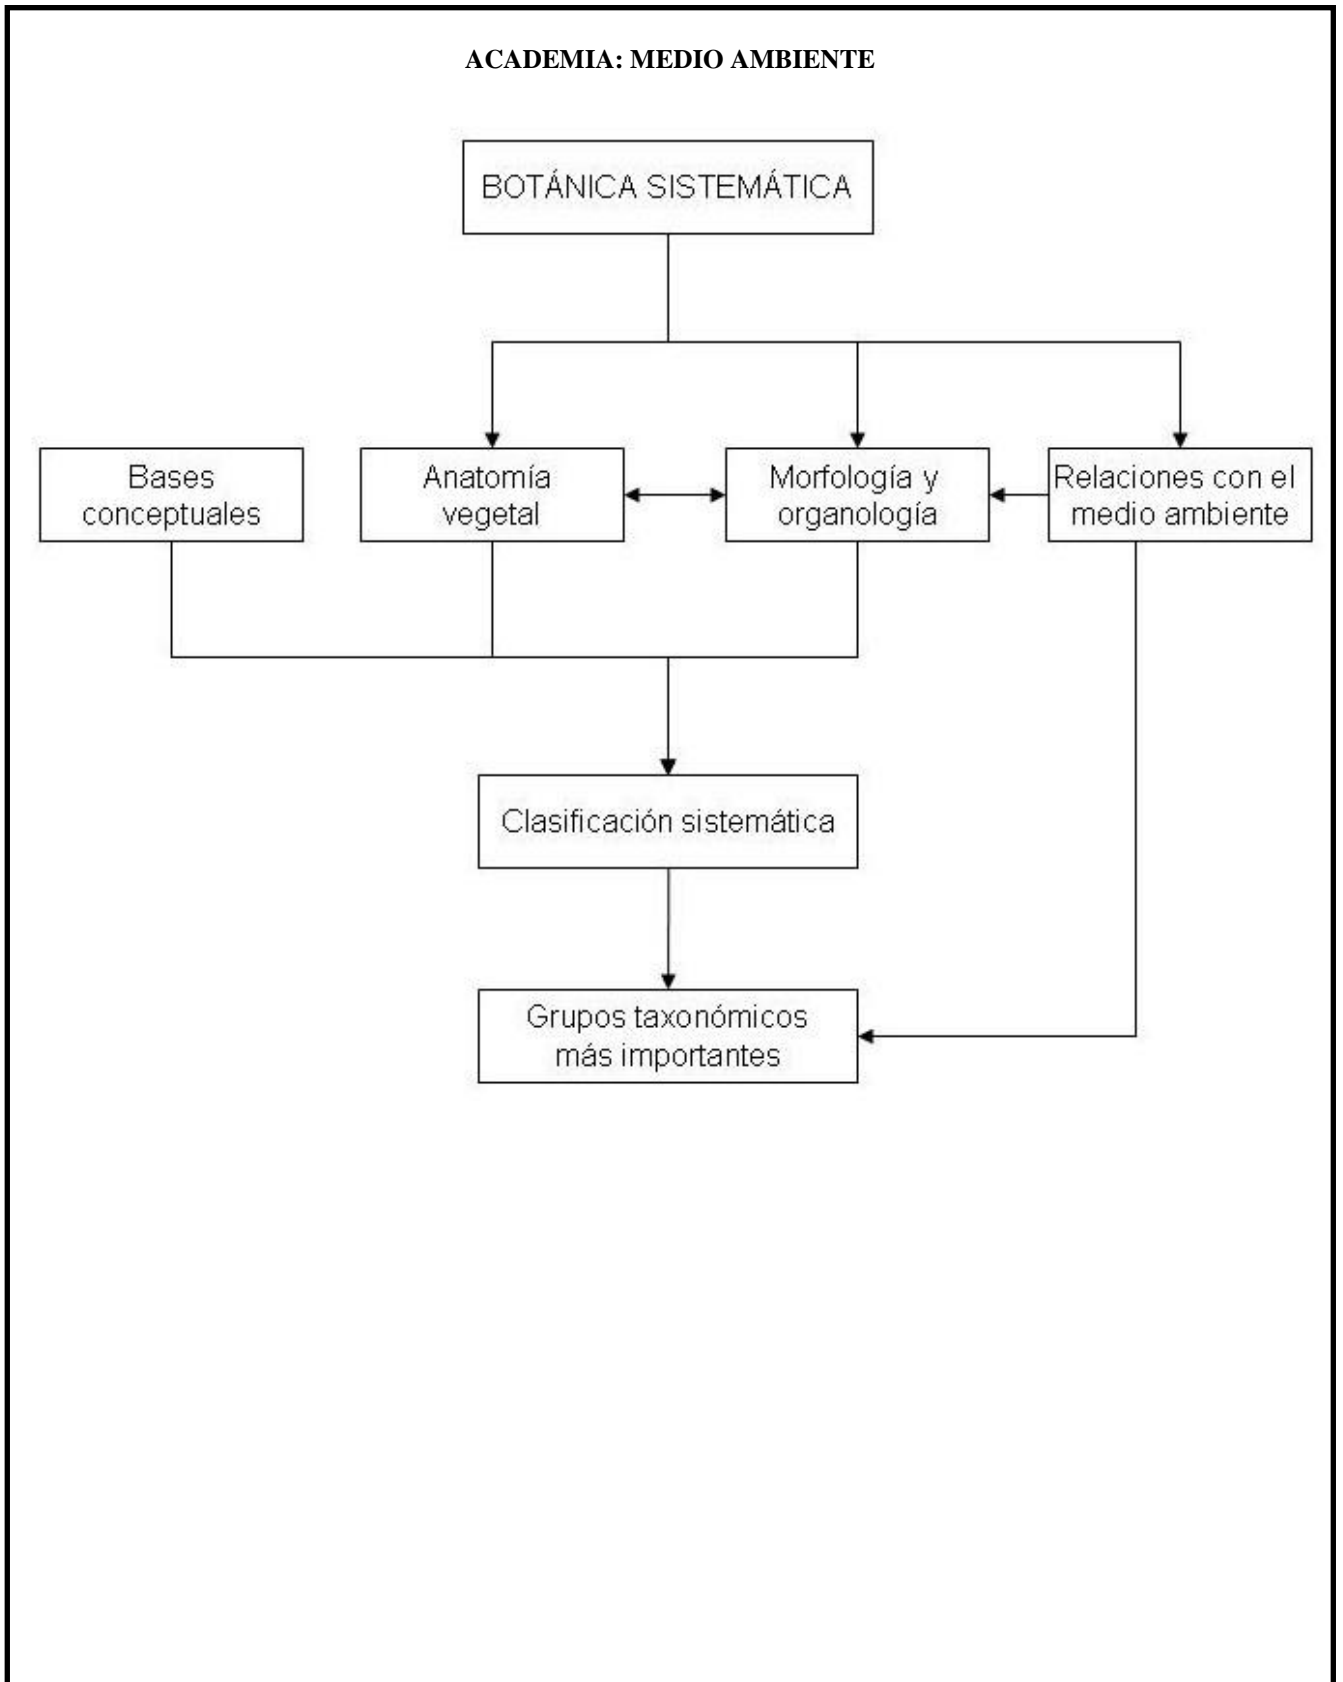 ACADEMIA: MEDIO AMBIENTE
BOTÁNICA SISTEMÁTICA
Bases
conceptuales
Anatomía
vegetal
Morfología y
organología
Relaciones con el
medio ambiente
Clasificación sistemática
Grupos taxonómicos
más importantes